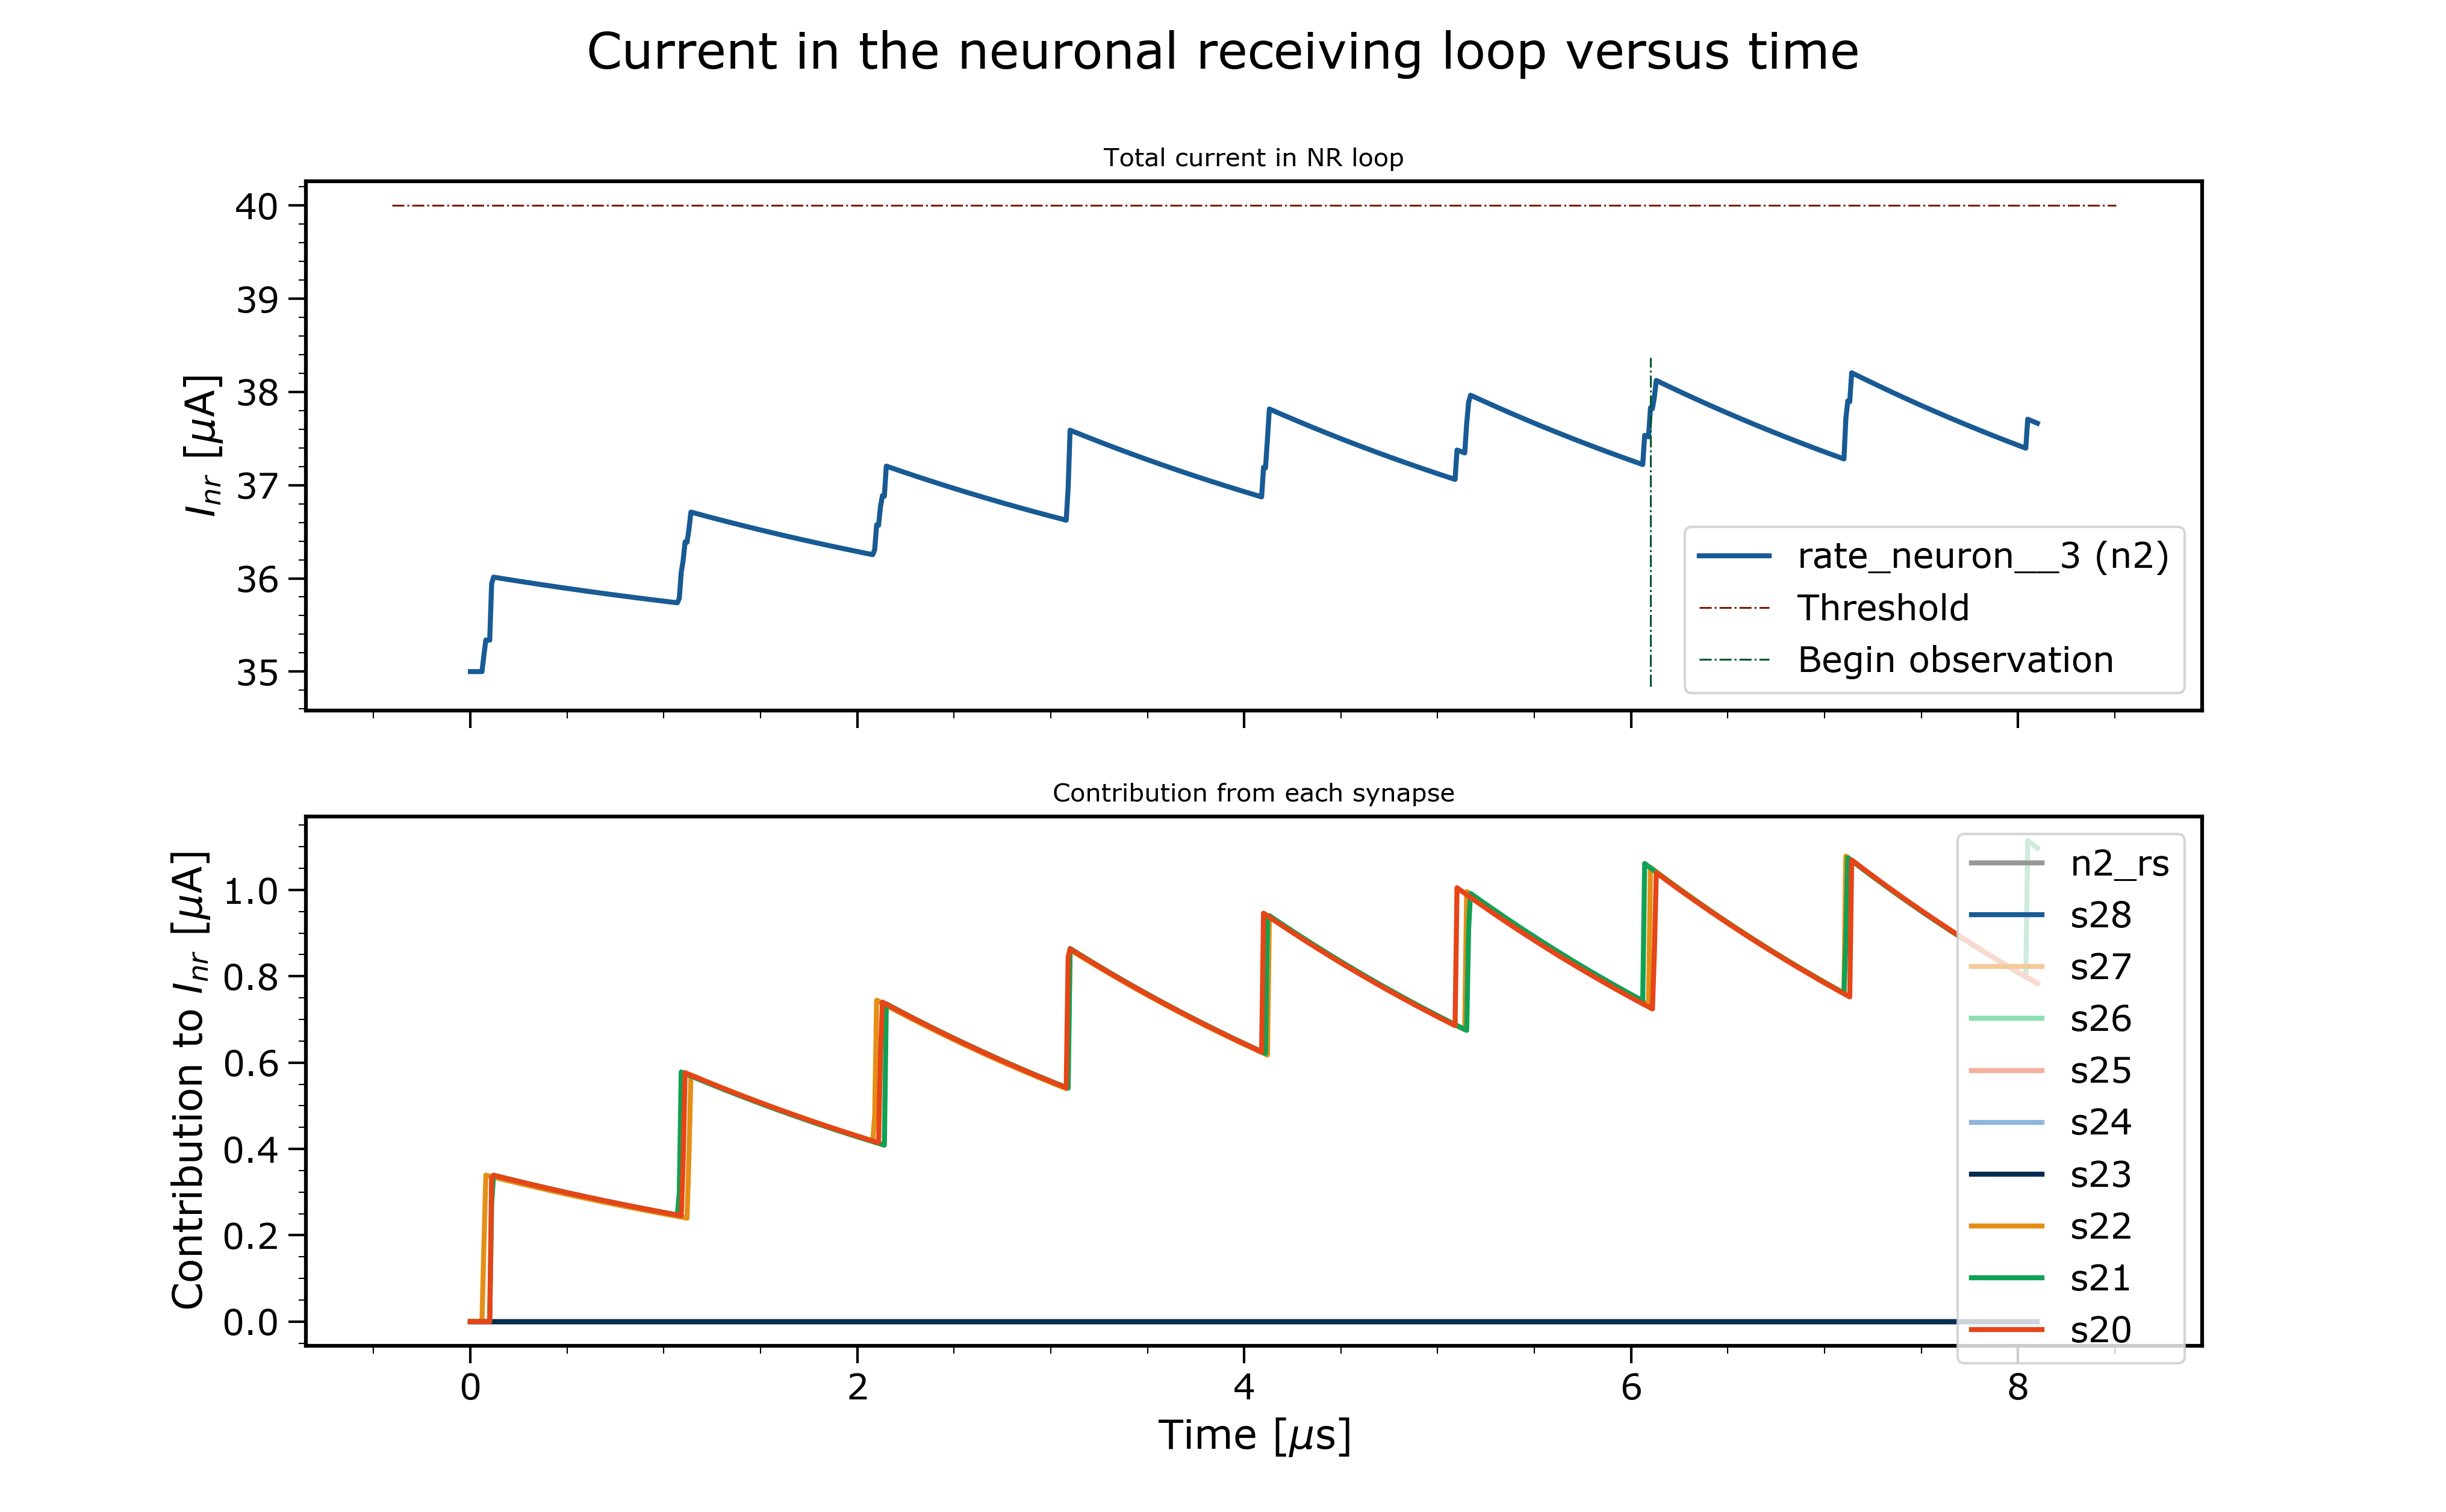 Current in the neuronal receiving loop versus time
Total current in NR loop
40
39
38
37
36
35
I_nr [μA]
rate_neuron__3 (n2)
Threshold
Begin observation
Contribution from each synapse
1.0
0.8
0.6
0.4
0.2
0.0
Contribution to I_nr [μA]
n2_rs
s28
s27
s26
s25
s24
s23
s22
s21
s20
0 2 4 6 8
Time [μs]